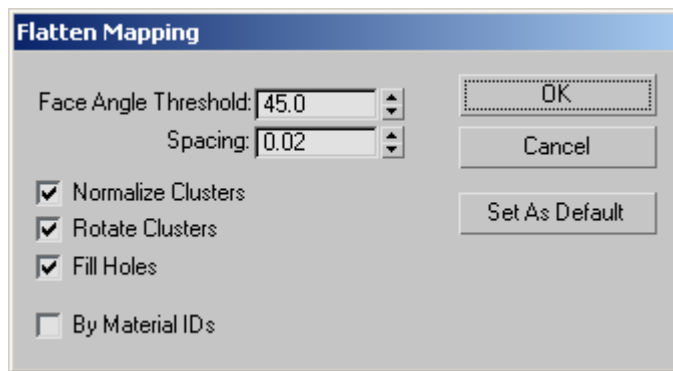 Flatten Mapping
Face Angle Threshold: 45.0
Spacing: 0.02
Normalize Clusters
Rotate Clusters
Fill Holes
By Material IDs
OK
Cancel
Set As Default